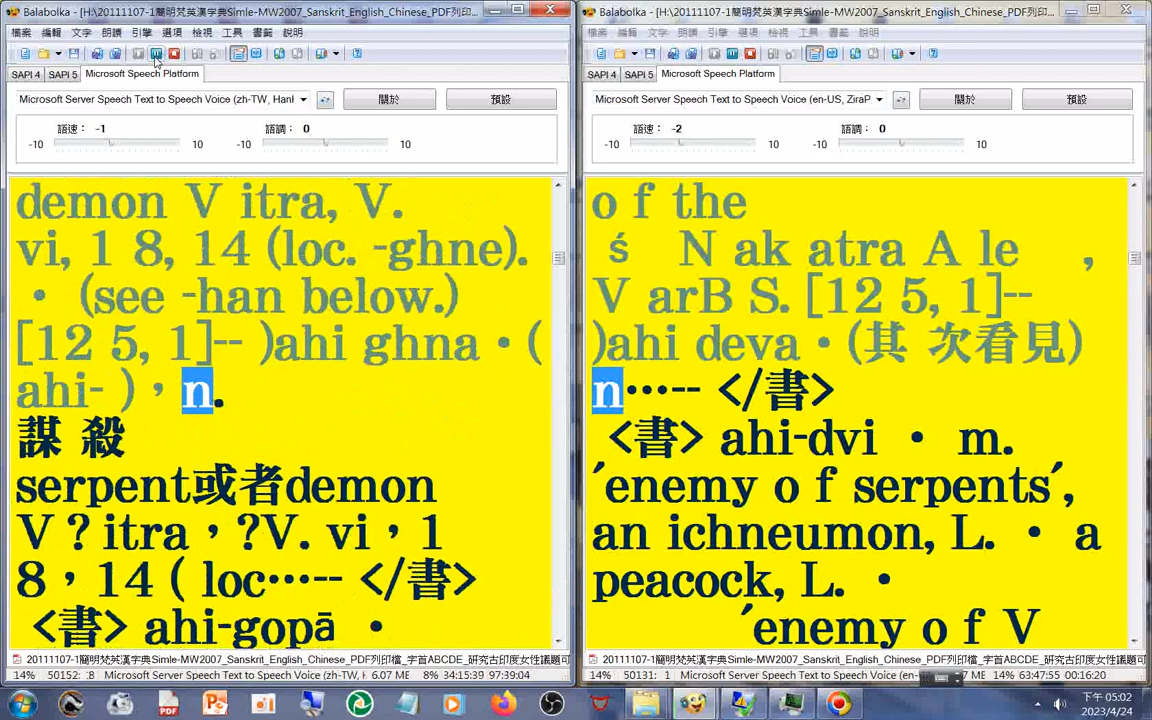 Balabolka - [H:\20111107-1簡明梵英漢字典Simle-MW2007_Sanskrit_English_Chinese_PDF列印...
檔案 編輯 文字 朗讀 引擎 選項 檢視 工具 書籤 說明
SAPI 4 SAPI 5 Microsoft Speech Platform
Microsoft Server Speech Text to Speech Voice (zh-TW, HanH
關於 預設
語速： -1 語調： 0
-10 10 -10 10
demon V itra, V.
vi, 1 8, 14 (loc. -ghne).
• (see -han below.)
[12 5, 1]-- )ahi ghna•(
ahi- )，n.
謀 殺
serpent或者demon
V？itra，?V. vi，1
8，14 ( loc…-- </書>
<書> ahi-gopā •
20111107-1簡明梵英漢字典Simle-MW2007_Sanskrit_English_Chinese_PDF列印檔_字首ABCDE_研究古印度女性議題可
14% 50152: :B Microsoft Server Speech Text to Speech Voice (zh-TW, H 6.07 ME 8% 34:15:39 97:39:04
Balabolka - [H:\20111107-1簡明梵英漢字典Simle-MW2007_Sanskrit_English_Chinese_PDF列印...
檔案 編輯 文字 朗讀 引擎 選項 檢視 工具 書籤 說明
SAPI 4 SAPI 5 Microsoft Speech Platform
Microsoft Server Speech Text to Speech Voice (en-US, ZiraP
關於 預設
語速： -2 語調： 0
-10 10 -10 10
o f the
ś N ak atra A le ,
V arB S. [12 5, 1]--
)ahi deva•(其 次看見)
n…-- </書>
<書> ahi-dvi • m.
´enemy o f serpents´,
an ichneumon, L. • a
peacock, L. •
´enemy o f V
20111107-1簡明梵英漢字典Simle-MW2007_Sanskrit_English_Chinese_PDF列印檔_字首ABCDE_研究古印度女性議題可
14% 50131: 1 Microsoft Server Speech Text to Speech Voice (en-US ME 14% 63:47:55 00:16:20
下午 05:02
2023/4/24